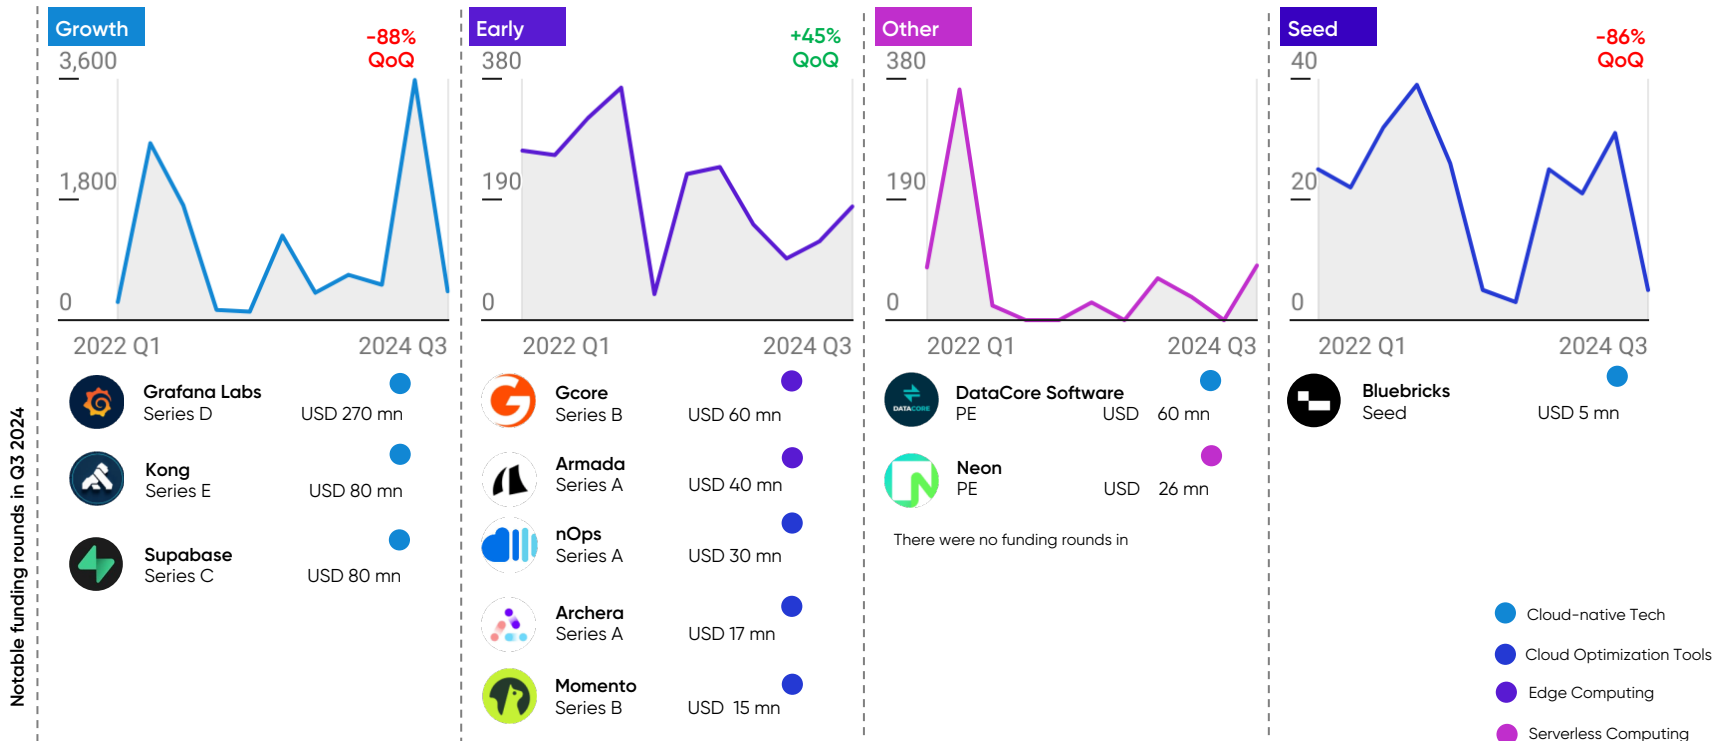 Notable funding rounds in Q3 2024
Growth
-88%
QoQ
3,600
1,800
0
2022 Q1
2024 Q3
Grafana Labs
Series D
USD 270 mn
Kong
Series E
USD 80 mn
Supabase
Series C
USD 80 mn
Early
+45%
QoQ
380
190
0
2022 Q1
2024 Q3
Gcore
Series B
USD 60 mn
Armada
Series A
USD 40 mn
nOps
Series A
USD 30 mn
Archera
Series A
USD 17 mn
Momento
Series B
USD 15 mn
Other
380
190
0
2022 Q1
2024 Q3
DATACORE
DataCore Software
PE
USD 60 mn
Neon
PE
USD 26 mn
There were no funding rounds in
Seed
-86%
QoQ
40
20
0
2022 Q1
2024 Q3
Bluebricks
Seed
USD 5 mn
Cloud-native Tech
Cloud Optimization Tools
Edge Computing
Serverless Computing